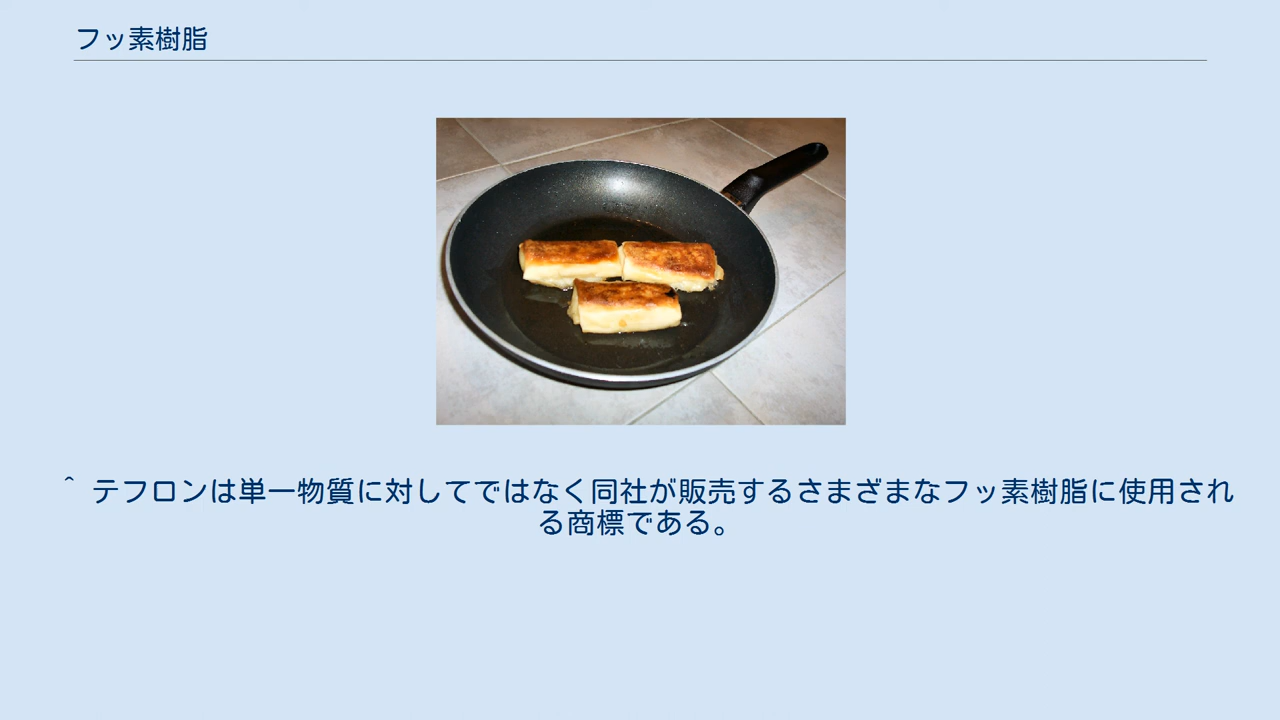 フッ素樹脂
^ テフロンは単一物質に対してではなく同社が販売するさまざまなフッ素樹脂に使用され
る商標である。